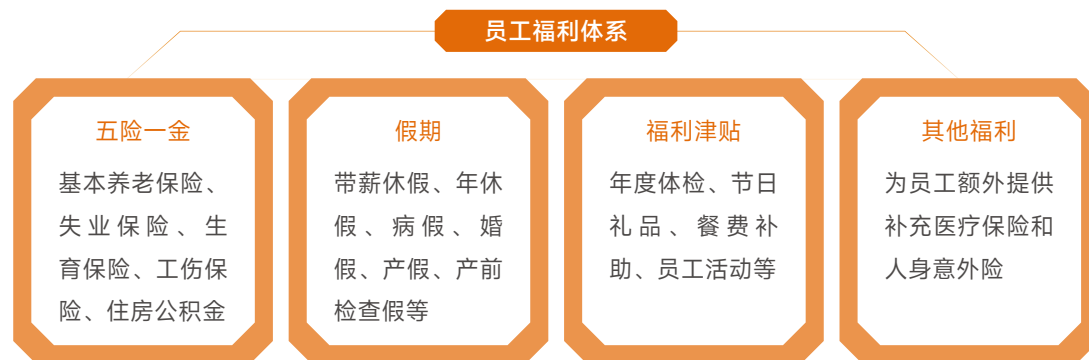 员工福利体系
五险一金
基本养老保险、
失业保险、生
育保险、工伤保
险、住房公积金
假期
带薪休假、年休
假、病假、婚
假、产假、产前
检查假等
福利津贴
年度体检、节日
礼品、餐费补
助、员工活动等
其他福利
为员工额外提供
补充医疗保险和
人身意外险